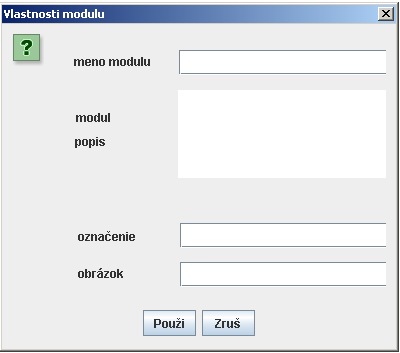 Vlastnosti modulu
?
meno modulu
modul
popis
označenie
obrázok
Použi
Zruš